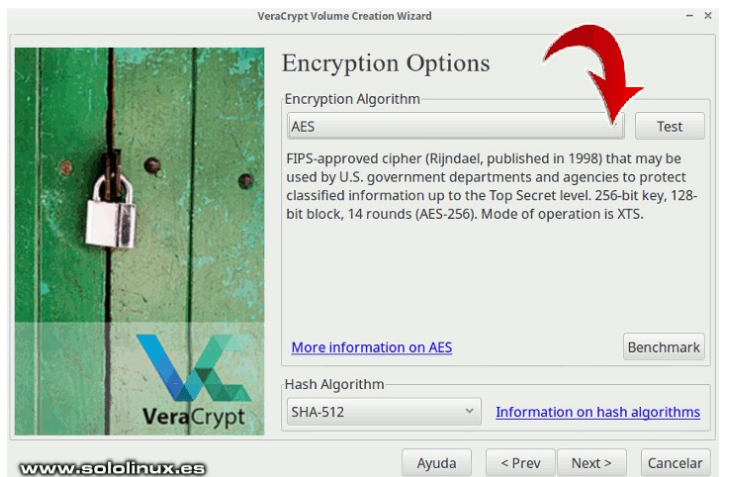 VeraCrypt Volume Creation Wizard
Encryption Options
Encryption Algorithm
AES
Test
FIPS-approved cipher (Rijndael, published in 1998) that may be
used by U.S. government departments and agencies to protect
classified information up to the Top Secret level. 256-bit key, 128-
bit block, 14 rounds (AES-256). Mode of operation is XTS.
More information on AES
Benchmark
Hash Algorithm
SHA-512
Information on hash algorithms
VeraCrypt
www.sololinux.es
Ayuda
< Prev
Next >
Cancelar